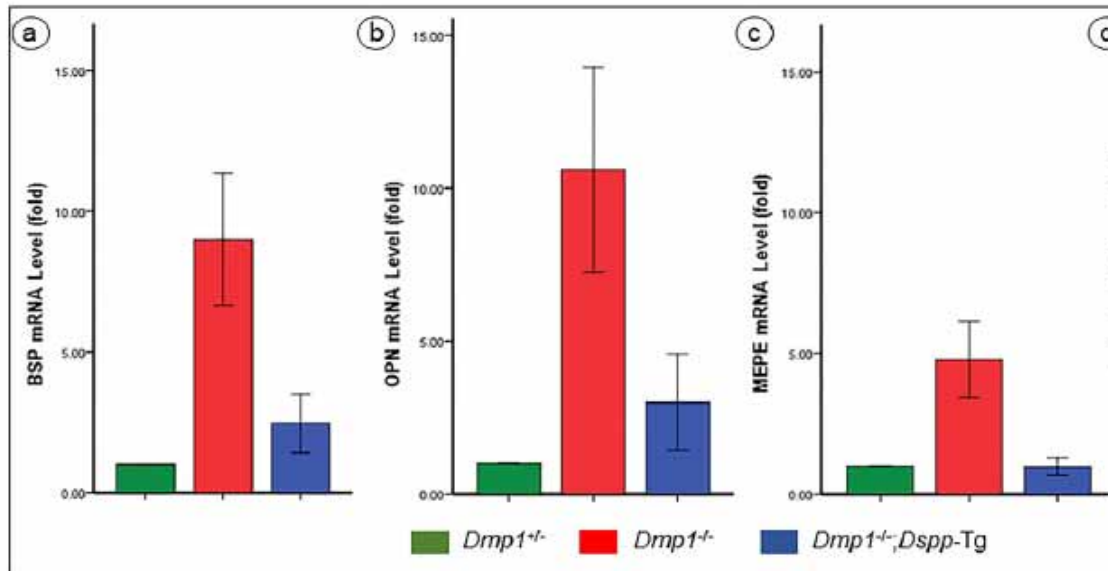 a
b
c
d
BSP mRNA Level (fold)
15.00
10.00
5.00
0.00
OPN mRNA Level (fold)
15.00
10.00
5.00
0.00
MEPE mRNA Level (fold)
15.00
10.00
5.00
0.00
Dmp1+/- Dmp1-/- Dmp1-/-;Dspp-Tg